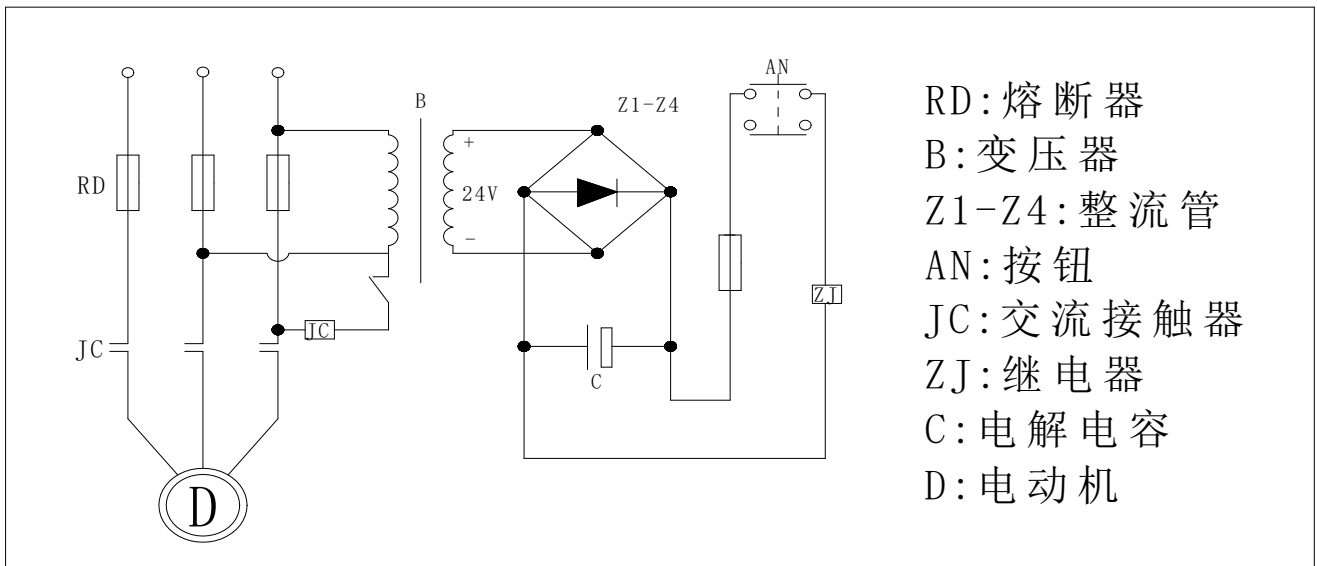 AN
B
Z1-Z4
+
RD
24V
-
ZJ
JC
JC
C
D
RD:熔断器
B:变压器
Z1-Z4:整流管
AN:按钮
JC:交流接触器
ZJ:继电器
C:电解电容
D:电动机